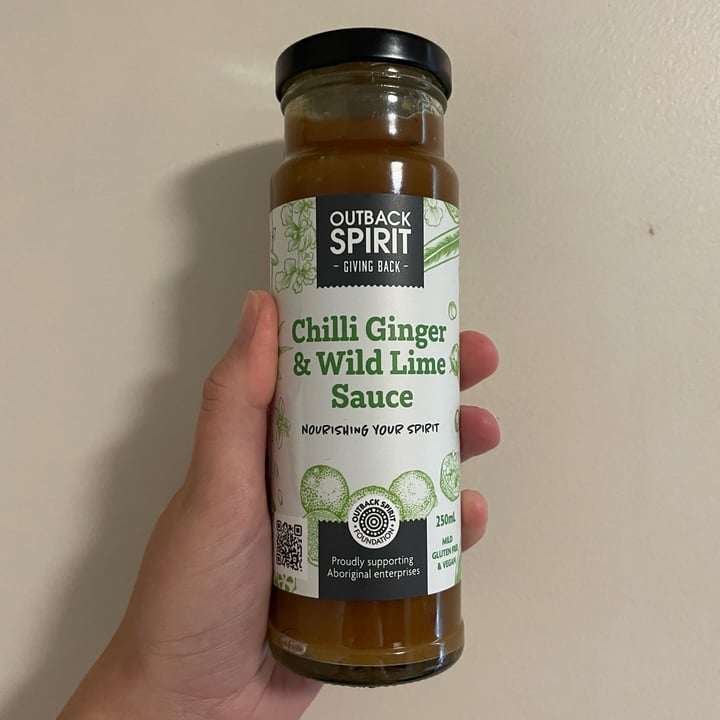 OUTBACK
SPIRIT
– GIVING BACK –
Chilli Ginger
& Wild Lime
Sauce
NOURISHING YOUR SPIRIT
OUTBACK SPIRIT
FOUNDATION
Proudly supporting
Aboriginal enterprises
250mL
MILD
GLUTEN FREE
& VEGAN